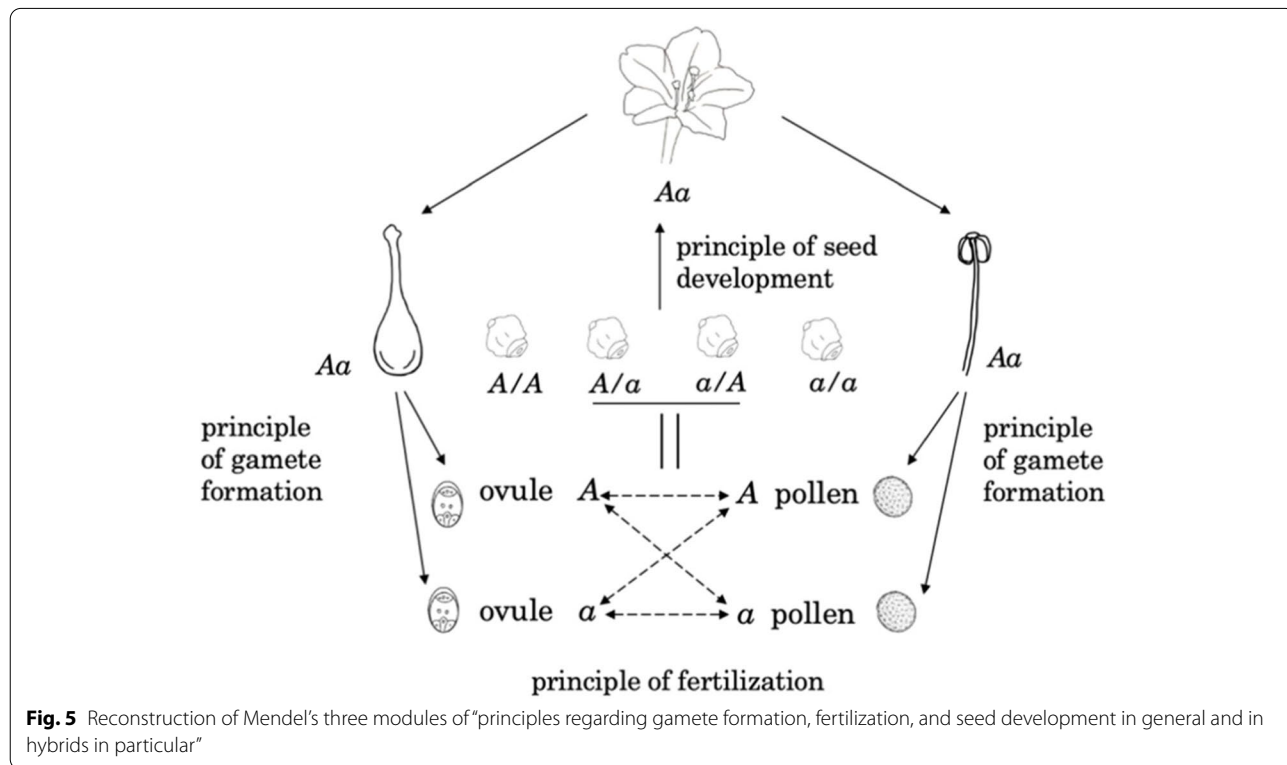 Aa
principle of seed
development
Aa
Aa
A/A A/a a/A a/a
principle
of gamete
formation
principle
of gamete
formation
ovule A A pollen
ovule a a pollen
principle of fertilization
Fig. 5 Reconstruction of Mendel's three modules of "principles regarding gamete formation, fertilization, and seed development in general and in
hybrids in particular"